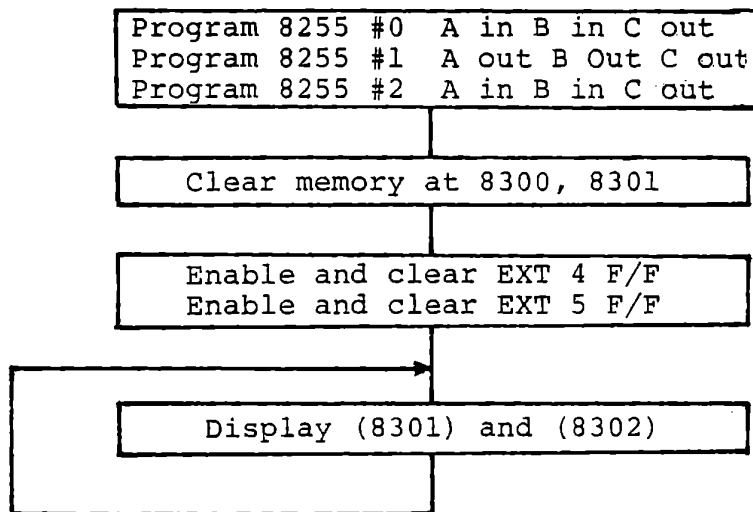 Program 8255 #0 A in B in C out
Program 8255 #1 A out B Out C out
Program 8255 #2 A in B in C out
Clear memory at 8300, 8301
Enable and clear EXT 4 F/F
Enable and clear EXT 5 F/F
Display (8301) and (8302)